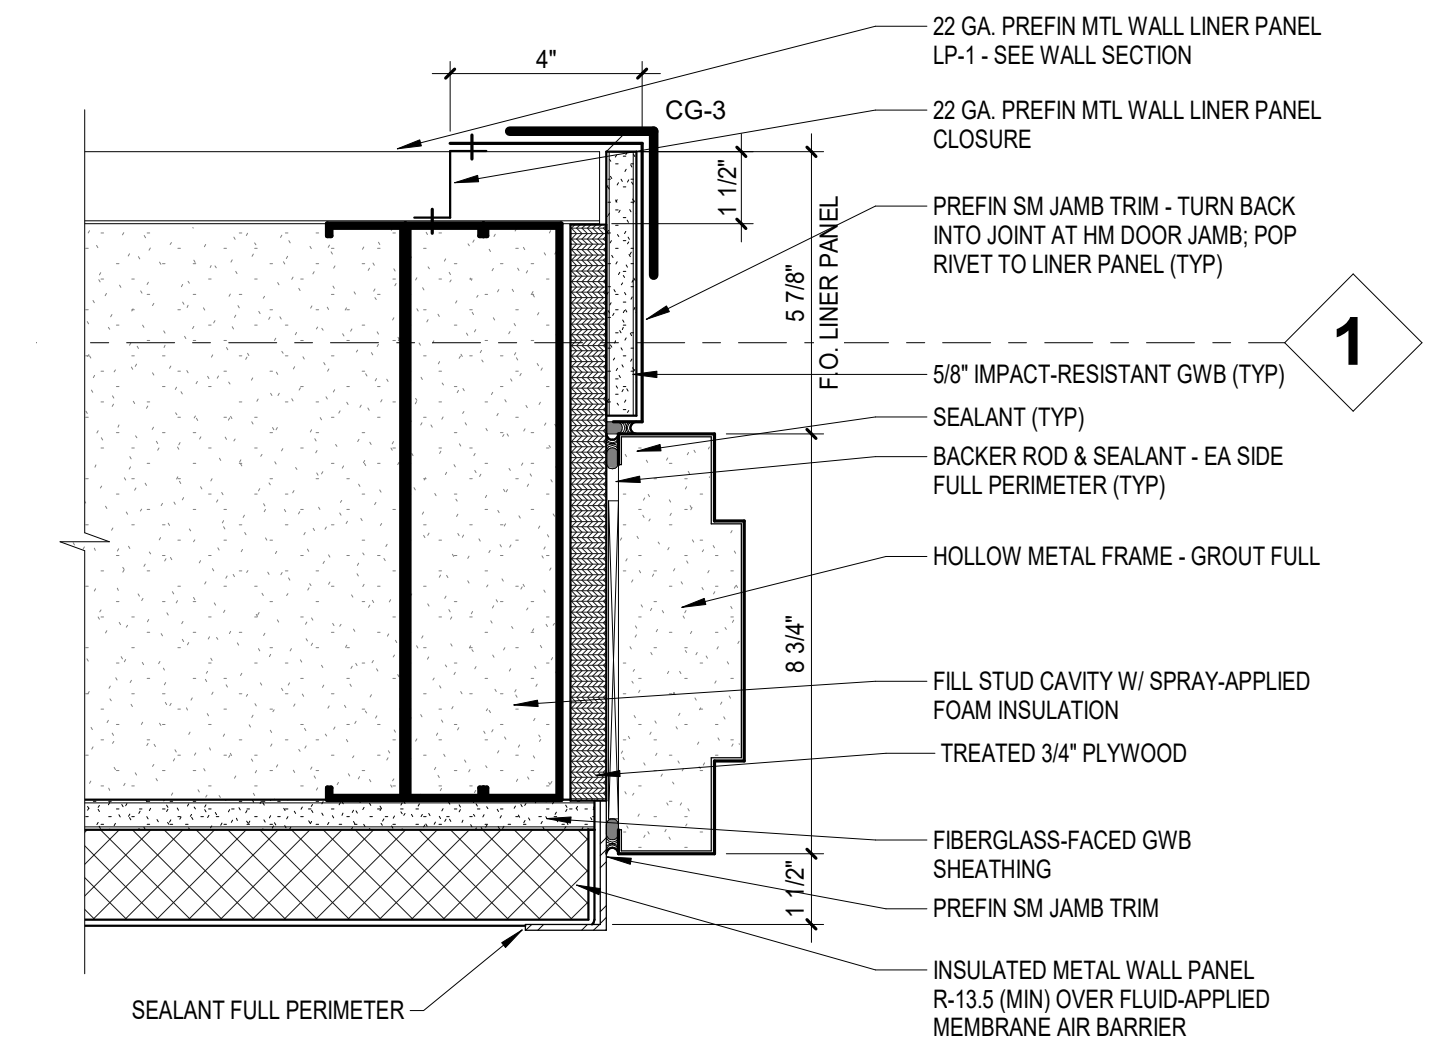 22 GA. PREFIN MTL WALL LINER PANEL
LP-1 - SEE WALL SECTION
4"
CG-3
22 GA. PREFIN MTL WALL LINER PANEL
CLOSURE
1 1/2"
PREFIN SM JAMB TRIM - TURN BACK
INTO JOINT AT HM DOOR JAMB; POP
RIVET TO LINER PANEL (TYP)
5 7/8"
F.O. LINER PANEL
1
5/8" IMPACT-RESISTANT GWB (TYP)
SEALANT (TYP)
BACKER ROD & SEALANT - EA SIDE
FULL PERIMETER (TYP)
HOLLOW METAL FRAME - GROUT FULL
8 3/4"
FILL STUD CAVITY W/ SPRAY-APPLIED
FOAM INSULATION
TREATED 3/4" PLYWOOD
FIBERGLASS-FACED GWB
SHEATHING
1 1/2"
PREFIN SM JAMB TRIM
INSULATED METAL WALL PANEL
R-13.5 (MIN) OVER FLUID-APPLIED
MEMBRANE AIR BARRIER
SEALANT FULL PERIMETER